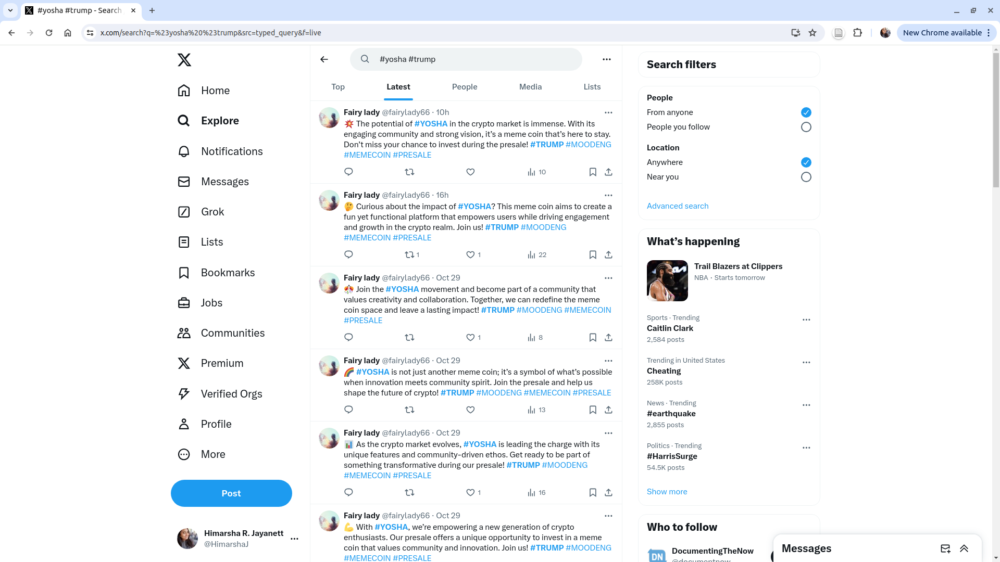 #yosha #trump - Search
x.com/search?q=%23yosha%20%23trump&src=typed_query&f=live
New Chrome available
Home
Explore
Notifications
Messages
Grok
Lists
Bookmarks
Jobs
Communities
Premium
Verified Orgs
Profile
More
Post
Himarsha R. Jayanett
@HimarshaJ
#yosha #trump
Top
Latest
People
Media
Lists
Fairy lady @fairylady66 · 10h
💥 The potential of #YOSHA in the crypto market is immense. With its
engaging community and strong vision, it’s a meme coin that’s here to stay.
Don’t miss your chance to invest during the presale! #TRUMP #MOODENG
#MEMECOIN #PRESALE
10
Fairy lady @fairylady66 · 16h
🤔 Curious about the impact of #YOSHA? This meme coin aims to create a
fun yet functional platform that empowers users while driving engagement
and growth in the crypto realm. Join us! #TRUMP #MOODENG
#MEMECOIN #PRESALE
1
1
22
Fairy lady @fairylady66 · Oct 29
Join the #YOSHA movement and become part of a community that
values creativity and collaboration. Together, we can redefine the meme
coin space and leave a lasting impact! #TRUMP #MOODENG #MEMECOIN
#PRESALE
1
8
Fairy lady @fairylady66 · Oct 29
🌈 #YOSHA is not just another meme coin; it’s a symbol of what’s possible
when innovation meets community spirit. Join the presale and help us
shape the future of crypto! #TRUMP #MOODENG #MEMECOIN #PRESALE
13
Fairy lady @fairylady66 · Oct 29
📊 As the crypto market evolves, #YOSHA is leading the charge with its
unique features and community-driven ethos. Get ready to be part of
something transformative during our presale! #TRUMP #MOODENG
#MEMECOIN #PRESALE
1
16
Fairy lady @fairylady66 · Oct 29
💪 With #YOSHA, we’re empowering a new generation of crypto
enthusiasts. Our presale offers a unique opportunity to invest in a meme
coin that values community and innovation. Join us! #TRUMP #MOODENG
#MEMECOIN #PRESALE
Search filters
People
From anyone
People you follow
Location
Anywhere
Near you
Advanced search
What’s happening
Trail Blazers at Clippers
NBA · Starts tomorrow
Sports · Trending
Caitlin Clark
2,584 posts
Trending in United States
Cheating
258K posts
News · Trending
#earthquake
2,855 posts
Politics · Trending
#HarrisSurge
54.5K posts
Show more
Who to follow
DN
DocumentingTheNow
@documentnow
Messages